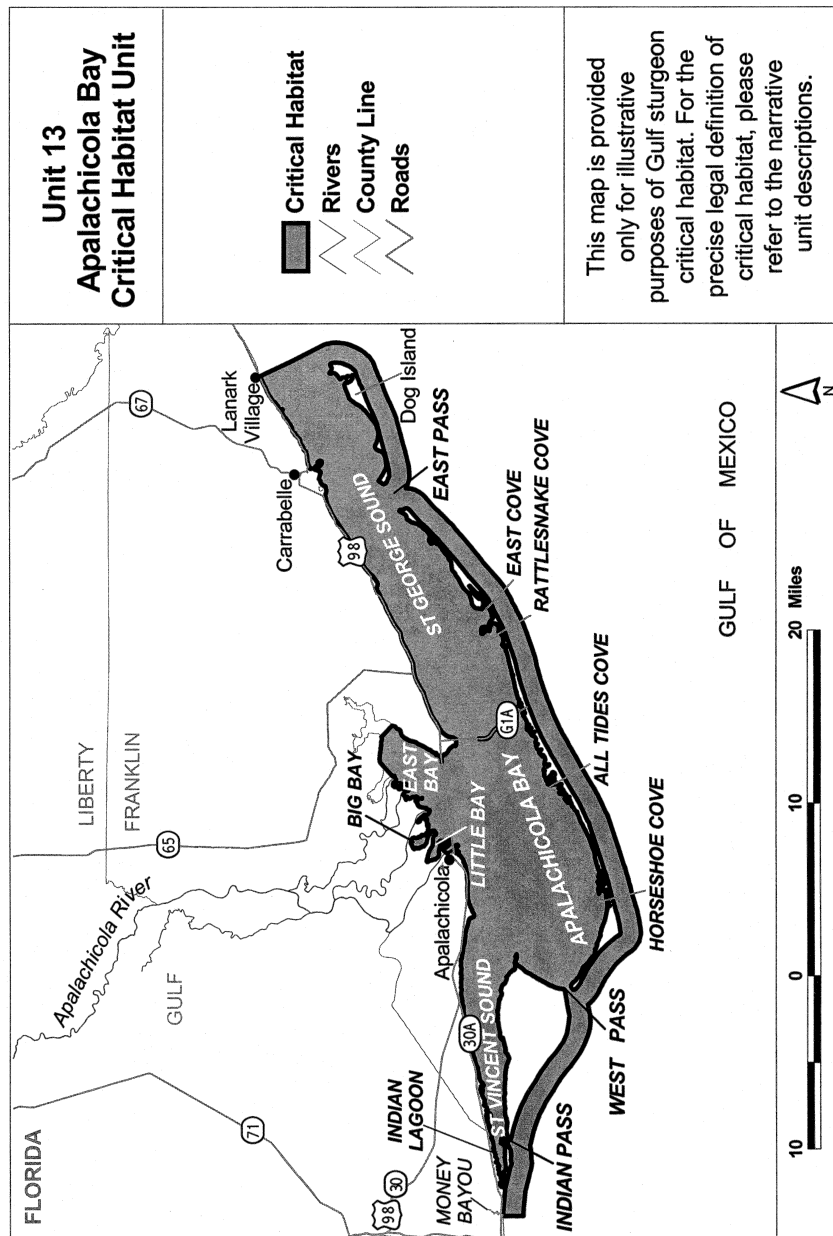 Unit 13
Apalachicola Bay
Critical Habitat Unit
Critical Habitat
Rivers
County Line
Roads
This map is provided
only for illustrative
purposes of Gulf sturgeon
critical habitat. For the
precise legal definition of
critical habitat, please
refer to the narrative
unit descriptions.
FLORIDA
LIBERTY
FRANKLIN
GULF
Apalachicola River
71
65
67
98
30
98
30A
G1A
MONEY
BAYOU
INDIAN
LAGOON
INDIAN PASS
ST VINCENT SOUND
WEST PASS
Apalachicola
BIG BAY
EAST
BAY
LITTLE BAY
APALACHICOLA BAY
HORSESHOE COVE
ALL TIDES COVE
RATTLESNAKE COVE
EAST COVE
EAST PASS
ST GEORGE SOUND
Carrabelle
Lanark
Village
Dog Island
GULF OF MEXICO
10 0 10 20 Miles
N